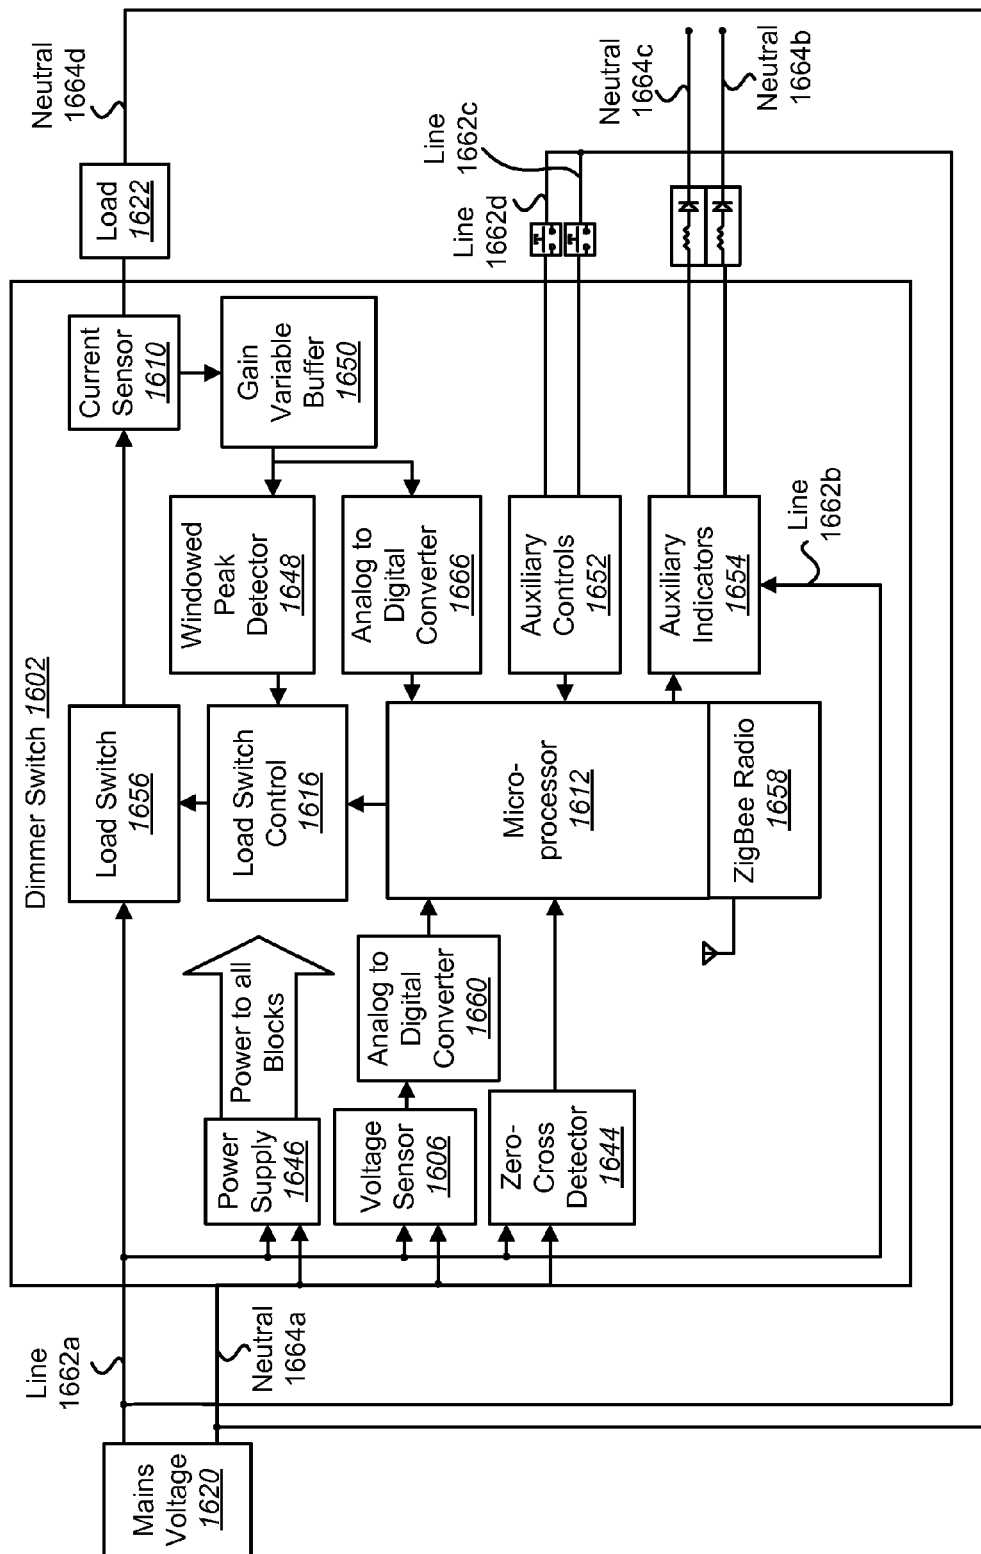 Mains
Voltage
1620
Line
1662a
Neutral
1664a
Dimmer Switch 1602
Power
Supply
1646
Power to all
Blocks
Voltage
Sensor
1606
Analog to
Digital
Converter
1660
Zero-
Cross
Detector
1644
Load Switch
1656
Load Switch
Control
1616
Micro-
processor
1612
ZigBee Radio
1658
Windowed
Peak
Detector
1648
Analog to
Digital
Converter
1666
Auxiliary
Controls
1652
Auxiliary
Indicators
1654
Line
1662b
Current
Sensor
1610
Gain
Variable
Buffer
1650
Load
1622
Neutral
1664d
Line
1662d
Line
1662c
Neutral
1664c
Neutral
1664b